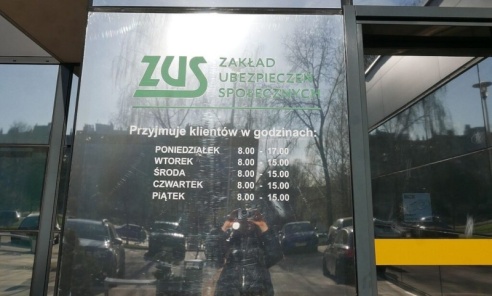 ZUS ZAKŁAD
UBEZPIECZEŃ
SPOŁECZNYCH
Przyjmuje klientów w godzinach:
PONIEDZIAŁEK 8.00 - 17.00
WTOREK 8.00 - 15.00
ŚRODA 8.00 - 15.00
CZWARTEK 8.00 - 15.00
PIĄTEK 8.00 - 15.00